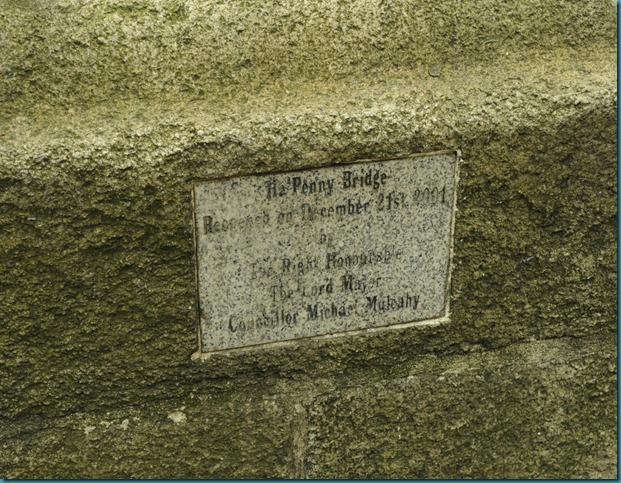 Ha'Penny Bridge
Reopened on December 21st, 2001
by
The Right Honourable
The Lord Mayor
Councillor Michael Mulcahy